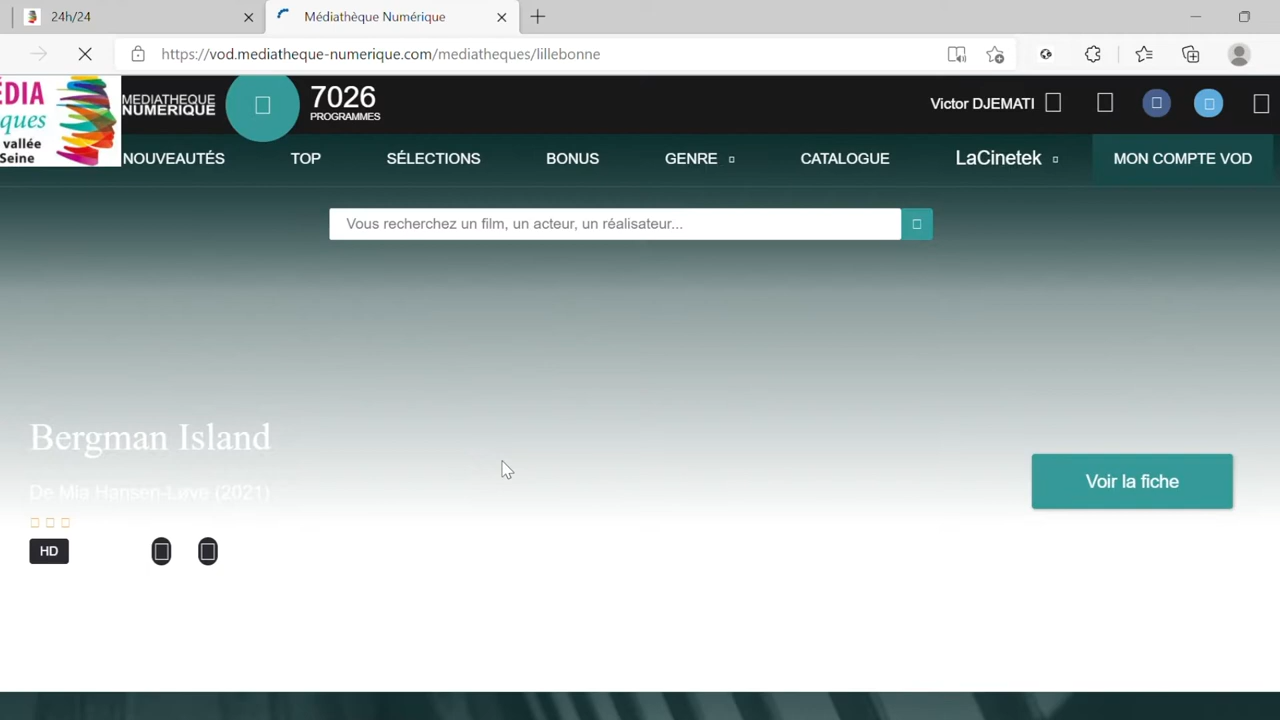 24h/24
Médiathèque Numérique
https://vod.mediatheque-numerique.com/mediatheques/lillebonne
ÉDIA
iques
vallée
Seine
MEDIATHEQUE
NUMERIQUE
7026
PROGRAMMES
Victor DJEMATI
NOUVEAUTÉS TOP SÉLECTIONS BONUS GENRE CATALOGUE LaCinetek MON COMPTE VOD
Vous recherchez un film, un acteur, un réalisateur...
Bergman Island
De Mia Hansen-Løve (2021)
Voir la fiche
HD